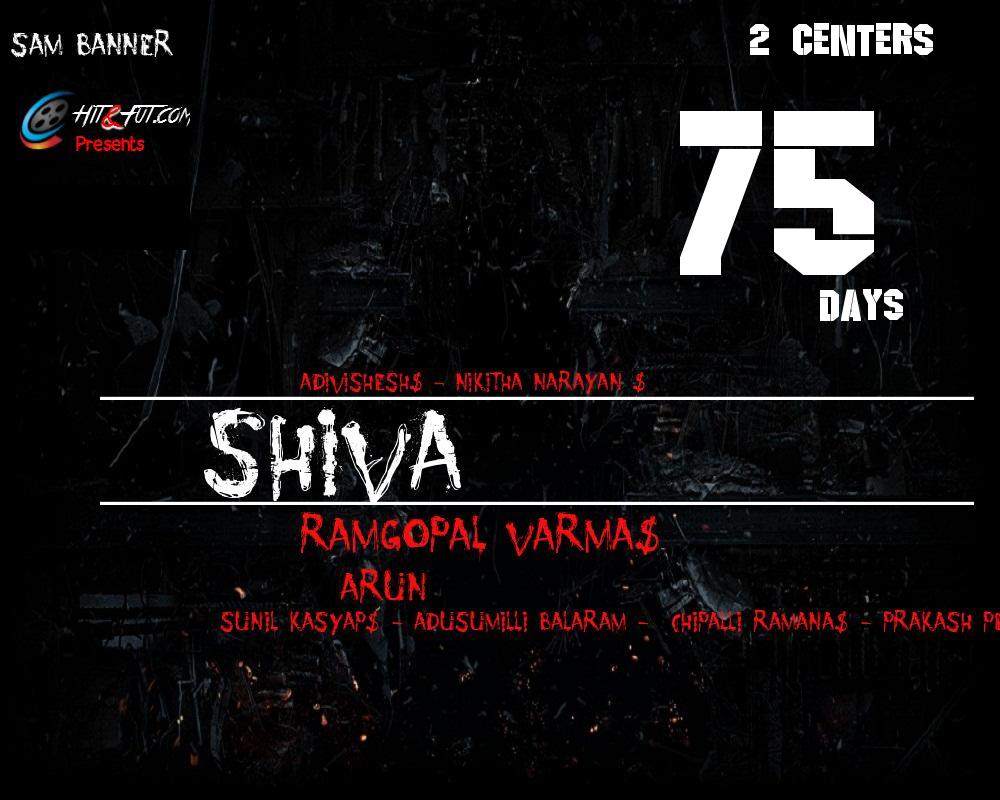 SAM BANNER
2 CENTERS
HIT&FUT.COM
Presents
75
DAYS
ADIVISHESH$ - NIKITHA NARAYAN $
SHIVA
RAMGOPAL VARMA$
ARUN
SUNIL KASYAP$ - ADUSUMILLI BALARAM - CHIPALLI RAMANA$ - PRAKASH